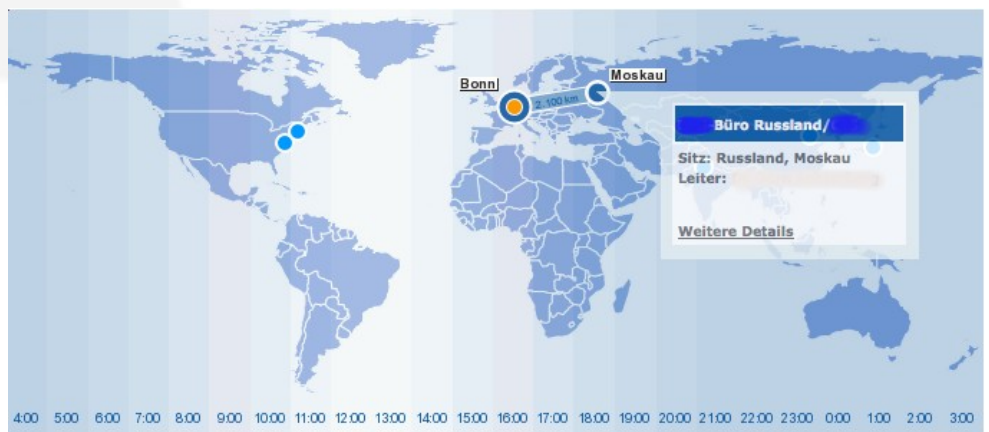 Moskau
Bonn
2.100 km
Büro Russland/
Sitz: Russland, Moskau
Leiter:
Weitere Details
4:00 5:00 6:00 7:00 8:00 9:00 10:00 11:00 12:00 13:00 14:00 15:00 16:00 17:00 18:00 19:00 20:00 21:00 22:00 23:00 0:00 1:00 2:00 3:00